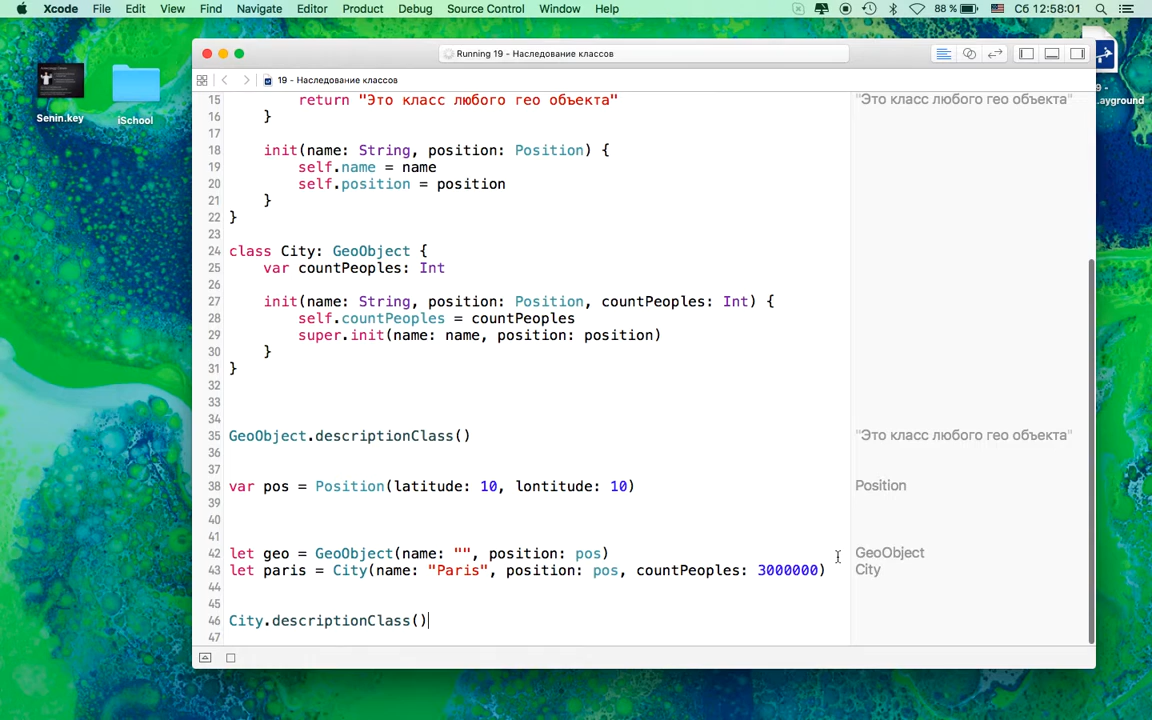 Xcode File Edit View Find Navigate Editor Product Debug Source Control Window Help 88 % Сб 12:58:01
Running 19 - Наследование классов
19 - Наследование классов
Senin.key
iSchool
9 -
.ayground
15 return "Это класс любого гео объекта" "Это класс любого гео объекта"
16 }
17
18 init(name: String, position: Position) {
19 self.name = name
20 self.position = position
21 }
22 }
23
24 class City: GeoObject {
25 var countPeoples: Int
26
27 init(name: String, position: Position, countPeoples: Int) {
28 self.countPeoples = countPeoples
29 super.init(name: name, position: position)
30 }
31 }
32
33
34
35 GeoObject.descriptionClass() "Это класс любого гео объекта"
36
37
38 var pos = Position(latitude: 10, lontitude: 10) Position
39
40
41
42 let geo = GeoObject(name: "", position: pos) GeoObject
43 let paris = City(name: "Paris", position: pos, countPeoples: 3000000) City
44
45
46 City.descriptionClass()
47